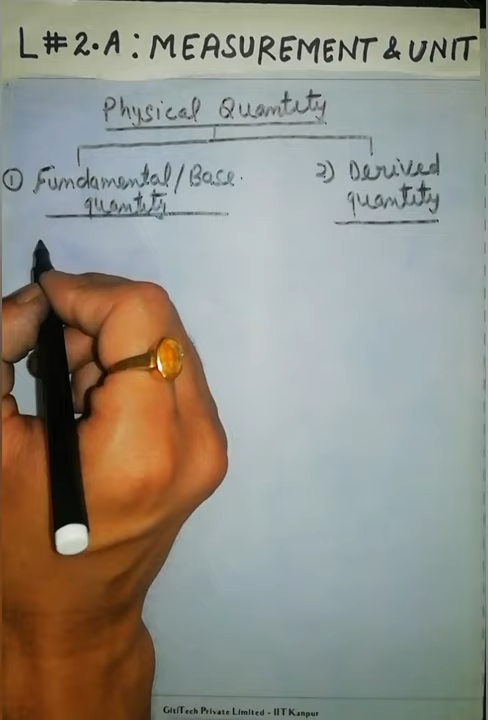 L#2.A: MEASUREMENT & UNIT
Physical Quantity
① Fundamental/Base.
quantity
2) Derived
quantity
GitiTech Private Limited - IIT Kanpur